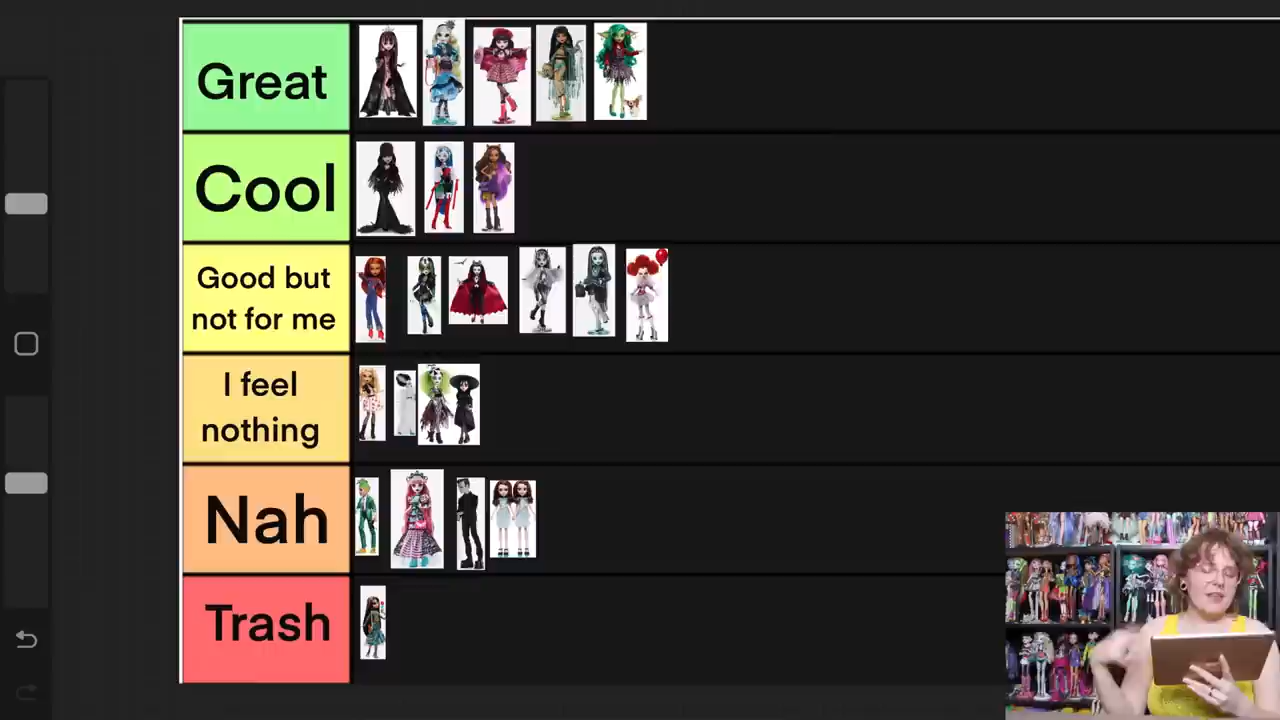 Great
Cool
Good but
not for me
I feel
nothing
Nah
Trash